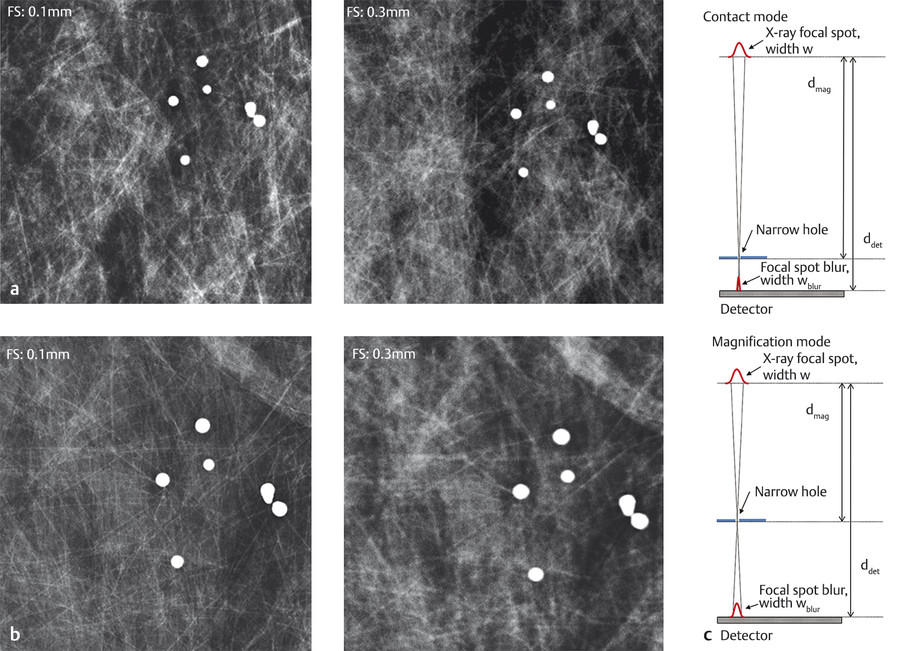 FS: 0.1mm
FS: 0.3mm
a
FS: 0.1mm
FS: 0.3mm
b
Contact mode
X-ray focal spot,
width w
dmag
Narrow hole
ddet
Focal spot blur,
width wblur
Detector
Magnification mode
X-ray focal spot,
width w
dmag
Narrow hole
ddet
Focal spot blur,
width wblur
c Detector